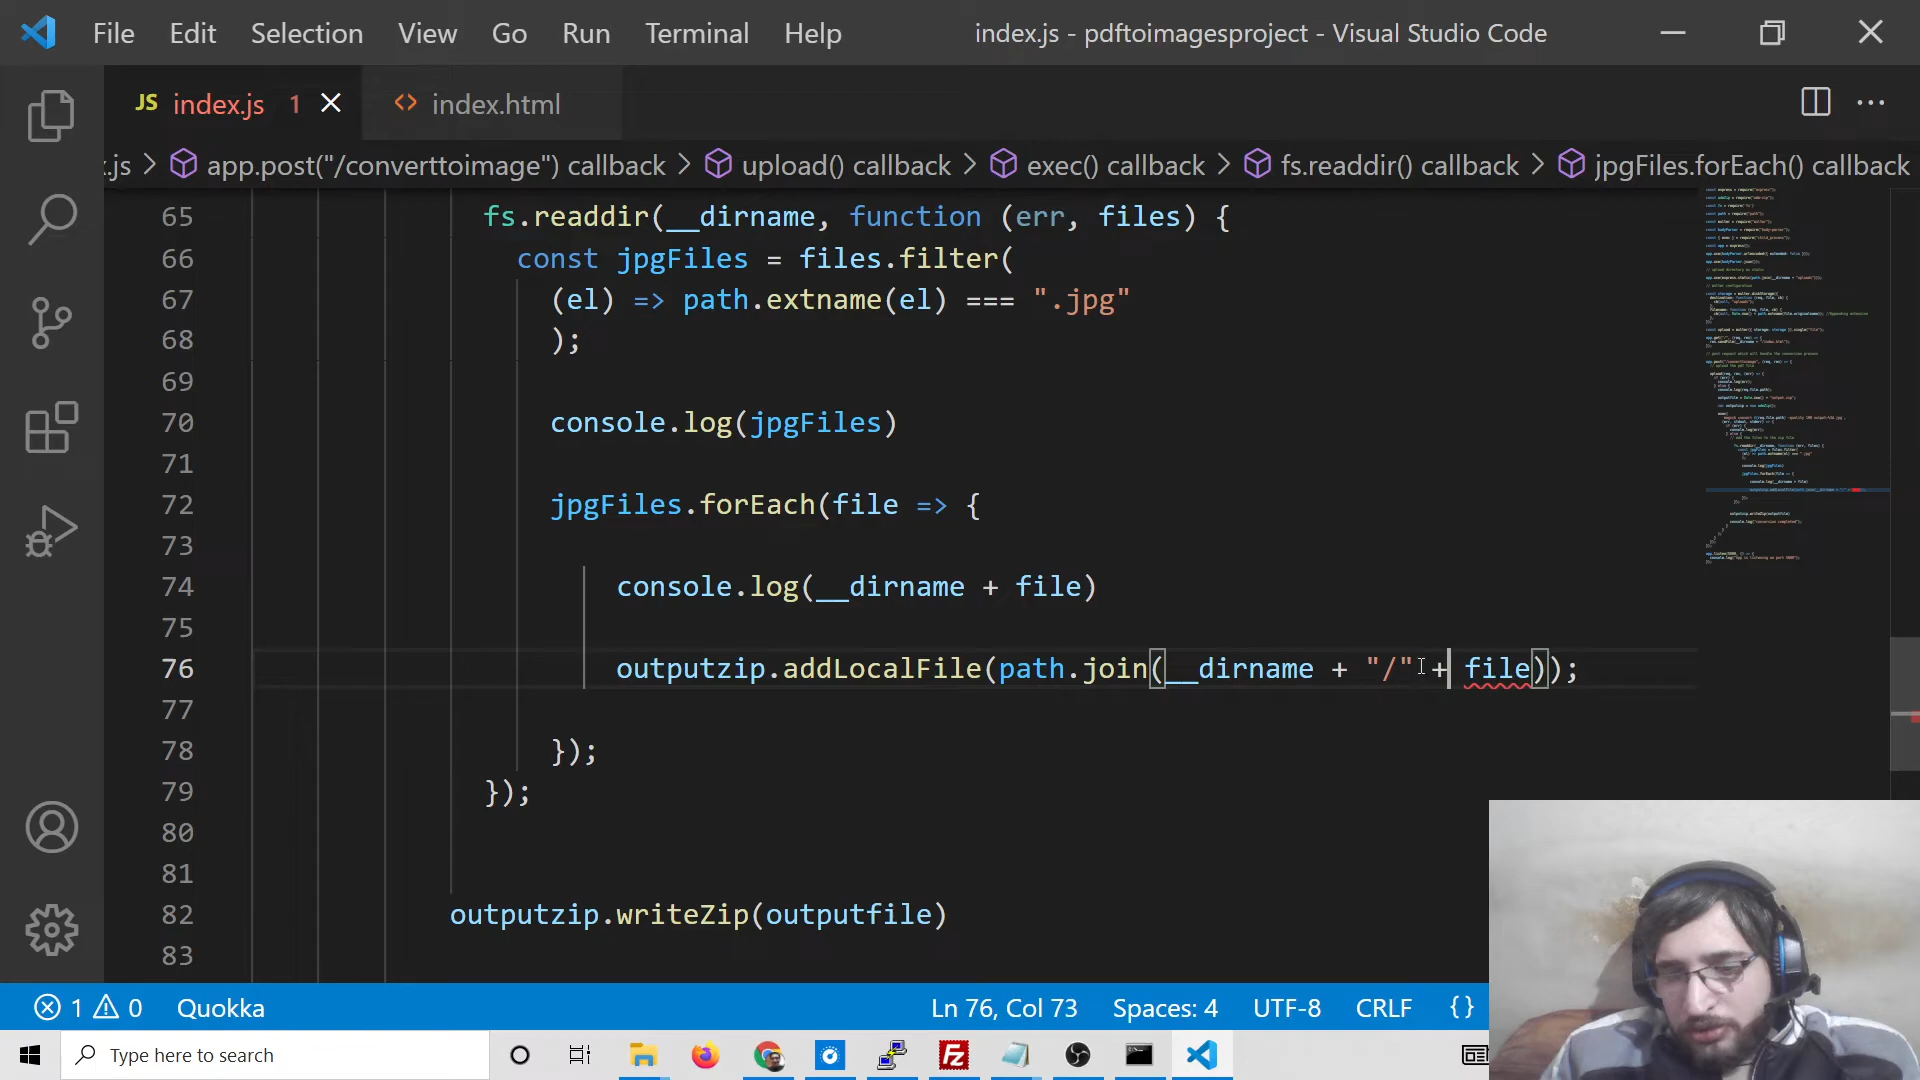 File Edit Selection View Go Run Terminal Help index.js - pdftoimagesproject - Visual Studio Code
JS index.js 1 <> index.html
.js app.post("/converttoimage") callback upload() callback exec() callback fs.readdir() callback jpgFiles.forEach() callback
65 fs.readdir(__dirname, function (err, files) {
66 const jpgFiles = files.filter(
67 (el) => path.extname(el) === ".jpg"
68 );
69
70 console.log(jpgFiles)
71
72 jpgFiles.forEach(file => {
73
74 console.log(__dirname + file)
75
76 outputzip.addLocalFile(path.join(__dirname + "/" + file));
77
78 });
79 });
80
81
82 outputzip.writeZip(outputfile)
83
1 0 Quokka Ln 76, Col 73 Spaces: 4 UTF-8 CRLF {}
Type here to search